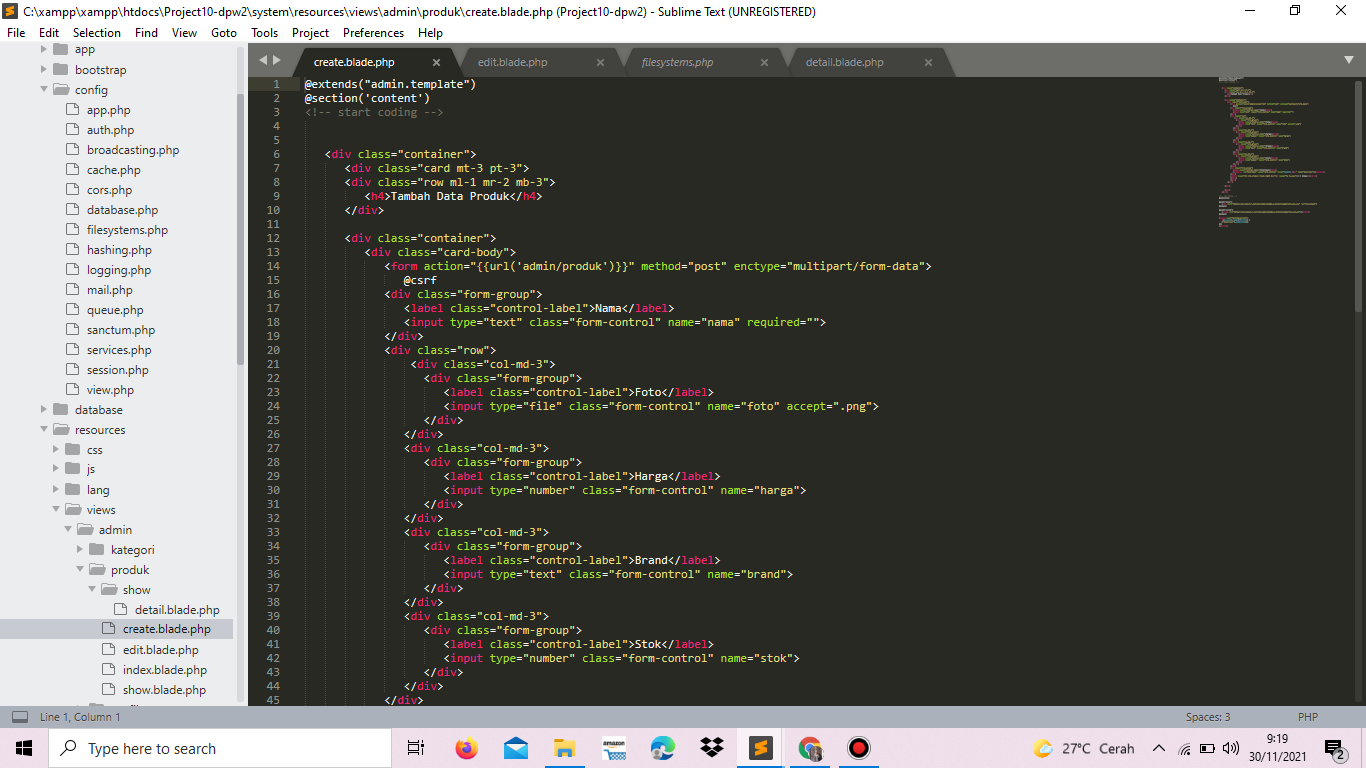 C:\xampp\xampp\htdocs\Project10-dpw2\system\resources\views\admin\produk\create.blade.php (Project10-dpw2) - Sublime Text (UNREGISTERED)
File Edit Selection Find View Goto Tools Project Preferences Help
app
bootstrap
config
app.php
auth.php
broadcasting.php
cache.php
cors.php
database.php
filesystems.php
hashing.php
logging.php
mail.php
queue.php
sanctum.php
services.php
session.php
view.php
database
resources
css
js
lang
views
admin
kategori
produk
show
detail.blade.php
create.blade.php
edit.blade.php
index.blade.php
show.blade.php
create.blade.php edit.blade.php filesystems.php detail.blade.php
1 @extends("admin.template")
2 @section('content')
3 <!-- start coding -->
4
5
6 <div class="container">
7 <div class="card mt-3 pt-3">
8 <div class="row ml-1 mr-2 mb-3">
9 <h4>Tambah Data Produk</h4>
10 </div>
11
12 <div class="container">
13 <div class="card-body">
14 <form action="{{url('admin/produk')}}" method="post" enctype="multipart/form-data">
15 @csrf
16 <div class="form-group">
17 <label class="control-label">Nama</label>
18 <input type="text" class="form-control" name="nama" required="">
19 </div>
20 <div class="row">
21 <div class="col-md-3">
22 <div class="form-group">
23 <label class="control-label">Foto</label>
24 <input type="file" class="form-control" name="foto" accept=".png">
25 </div>
26 </div>
27 <div class="col-md-3">
28 <div class="form-group">
29 <label class="control-label">Harga</label>
30 <input type="number" class="form-control" name="harga">
31 </div>
32 </div>
33 <div class="col-md-3">
34 <div class="form-group">
35 <label class="control-label">Brand</label>
36 <input type="text" class="form-control" name="brand">
37 </div>
38 </div>
39 <div class="col-md-3">
40 <div class="form-group">
41 <label class="control-label">Stok</label>
42 <input type="number" class="form-control" name="stok">
43 </div>
44 </div>
45 </div>
Line 1, Column 1 Spaces: 3 PHP
Type here to search
amazon
27°C Cerah
9:19
30/11/2021
2